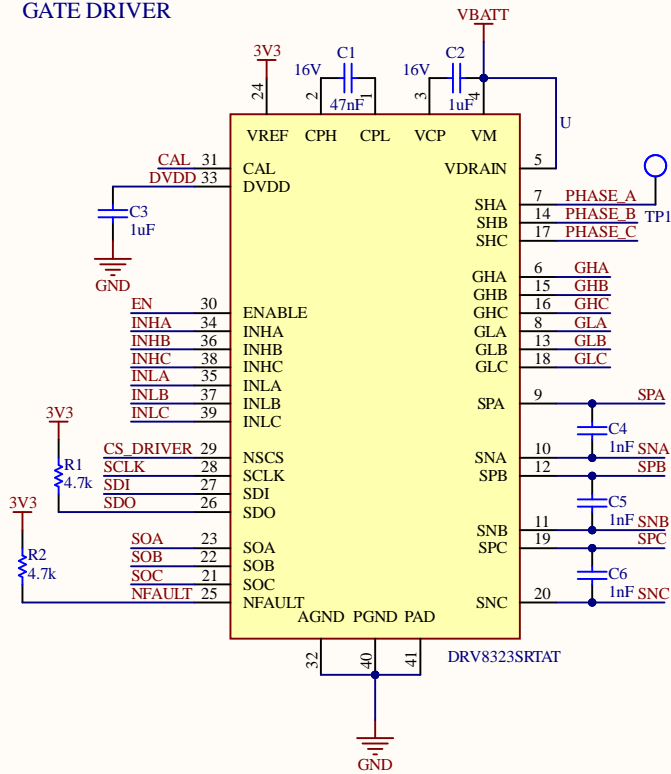 GATE DRIVER
VBATT
3V3
C1
C2
16V
16V
47nF
1uF
24
2
1
3
4
U
VREF
CPH
CPL
VCP
VM
CAL
31
CAL
VDRAIN
5
DVDD
33
DVDD
C3
1uF
GND
SHA
7
PHASE_A
SHB
14
PHASE_B
TP1
SHC
17
PHASE_C
GHA
6
GHA
GHB
15
GHB
GHC
16
GHC
GLA
8
GLA
GLB
13
GLB
GLC
18
GLC
EN
30
ENABLE
INHA
34
INHA
INHB
36
INHB
INHC
38
INHC
INLA
35
INLA
INLB
37
INLB
INLC
39
INLC
SPA
9
SPA
C4
1nF
SNA
10
SNA
SPB
12
SPB
C5
1nF
SNB
11
SNB
SPC
19
SPC
C6
1nF
SNC
20
SNC
3V3
R1
4.7k
CS_DRIVER
29
NSCS
SCLK
28
SCLK
SDI
27
SDI
SDO
26
SDO
3V3
R2
4.7k
SOA
23
SOA
SOB
22
SOB
SOC
21
SOC
NFAULT
25
NFAULT
AGND
PGND
PAD
32
40
41
DRV8323SRTAT
GND